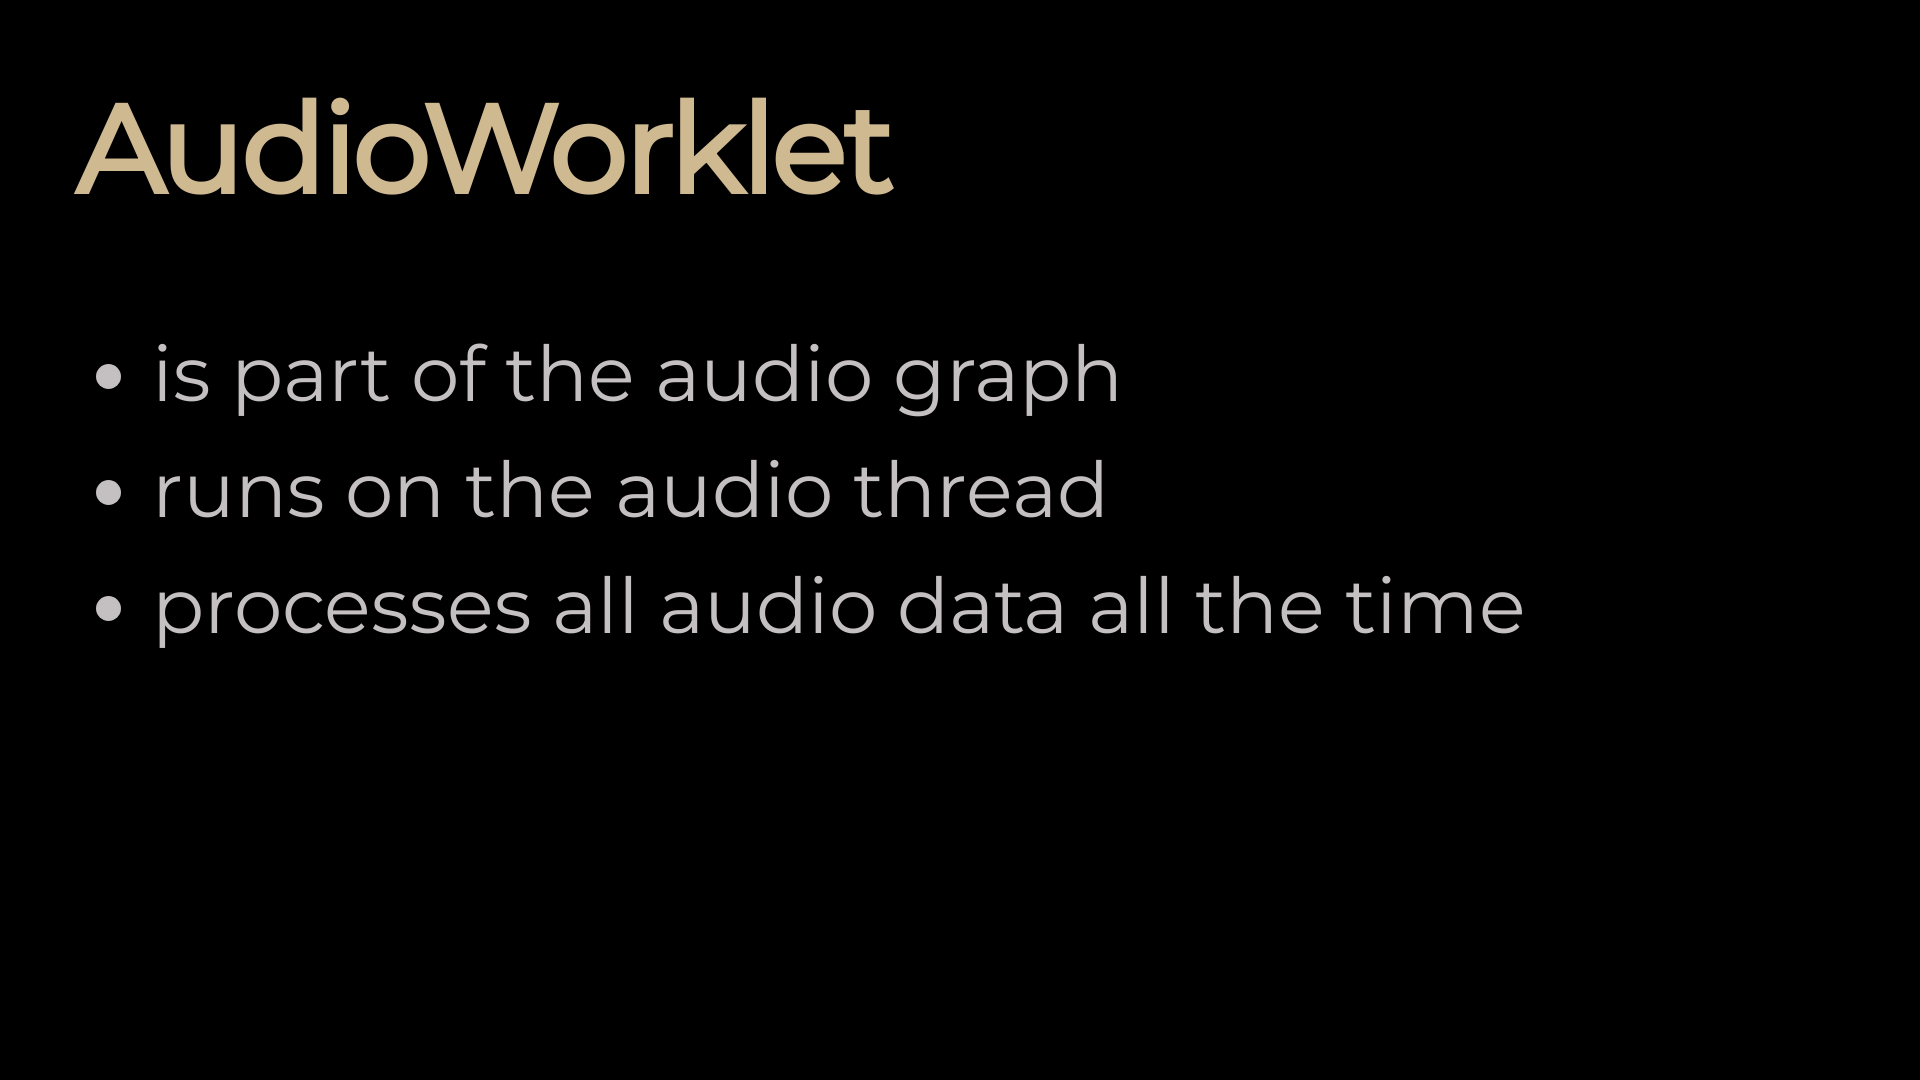 AudioWorklet
• is part of the audio graph
• runs on the audio thread
• processes all audio data all the time